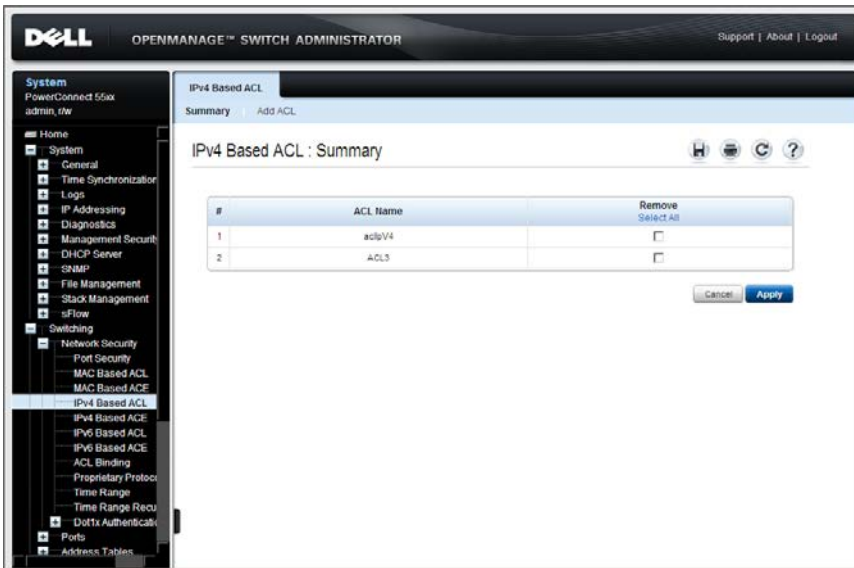 DELL
OPENMANAGE™ SWITCH ADMINISTRATOR
Support | About | Logout
System
PowerConnect 55xx
admin, r/w
Home
System
General
Time Synchronization
Logs
IP Addressing
Diagnostics
Management Securit
DHCP Server
SNMP
File Management
Stack Management
sFlow
Switching
Network Security
Port Security
MAC Based ACL
MAC Based ACE
IPv4 Based ACL
IPv4 Based ACE
IPv6 Based ACL
IPv6 Based ACE
ACL Binding
Proprietary Protoco
Time Range
Time Range Recu
Dot1x Authenticatio
Ports
Address Tables
IPv4 Based ACL
Summary
Add ACL
IPv4 Based ACL : Summary
# ACL Name Remove
Select All
1 aclIpV4
2 ACL3
Cancel Apply